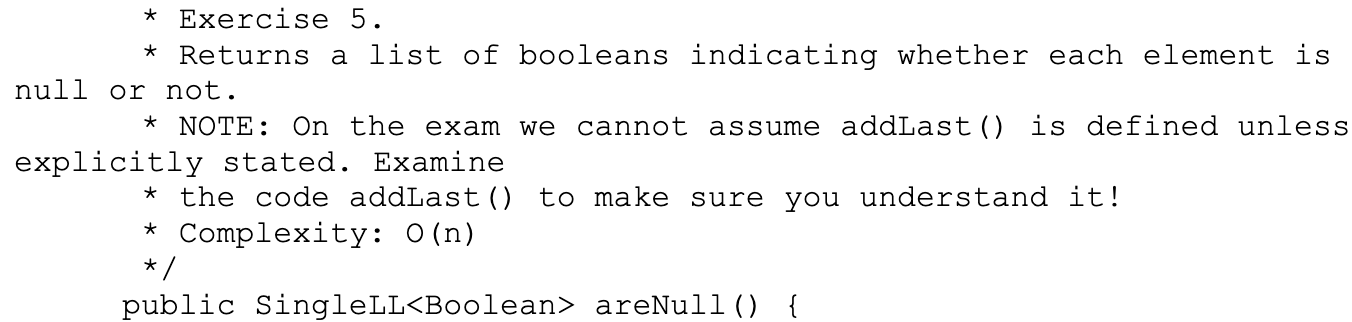 * Exercise 5.
* Returns a list of booleans indicating whether each element is
null or not.
* NOTE: On the exam we cannot assume addLast() is defined unless
explicitly stated. Examine
* the code addLast() to make sure you understand it!
* Complexity: O(n)
*/
public SingleLL<Boolean> areNull() {